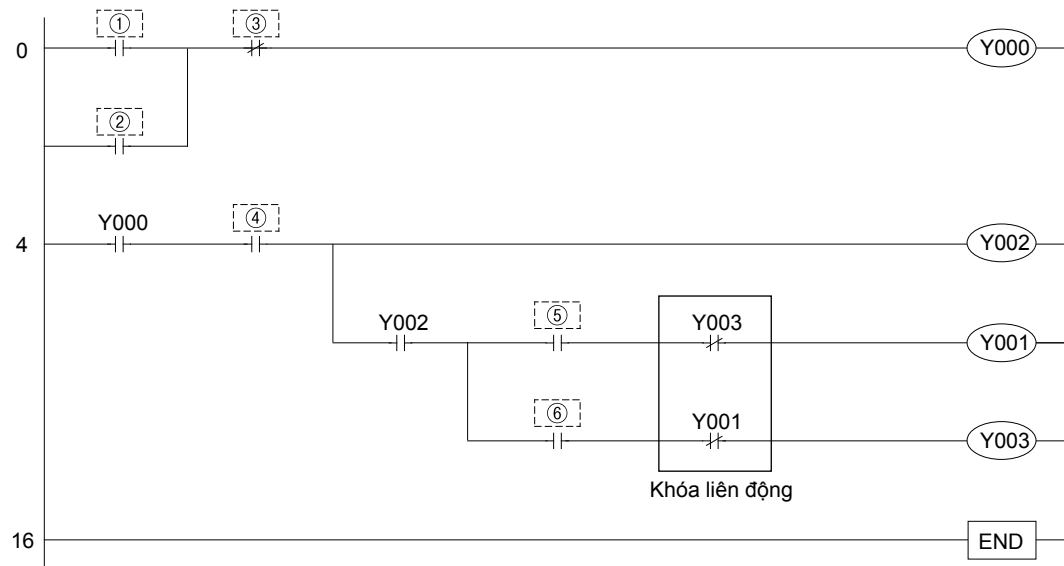 ① ③
0 Y000
②
Y000 ④
4 Y002
Y002 ⑤ Y003
Y001
⑥ Y001
Y003
Khóa liên động
16 END